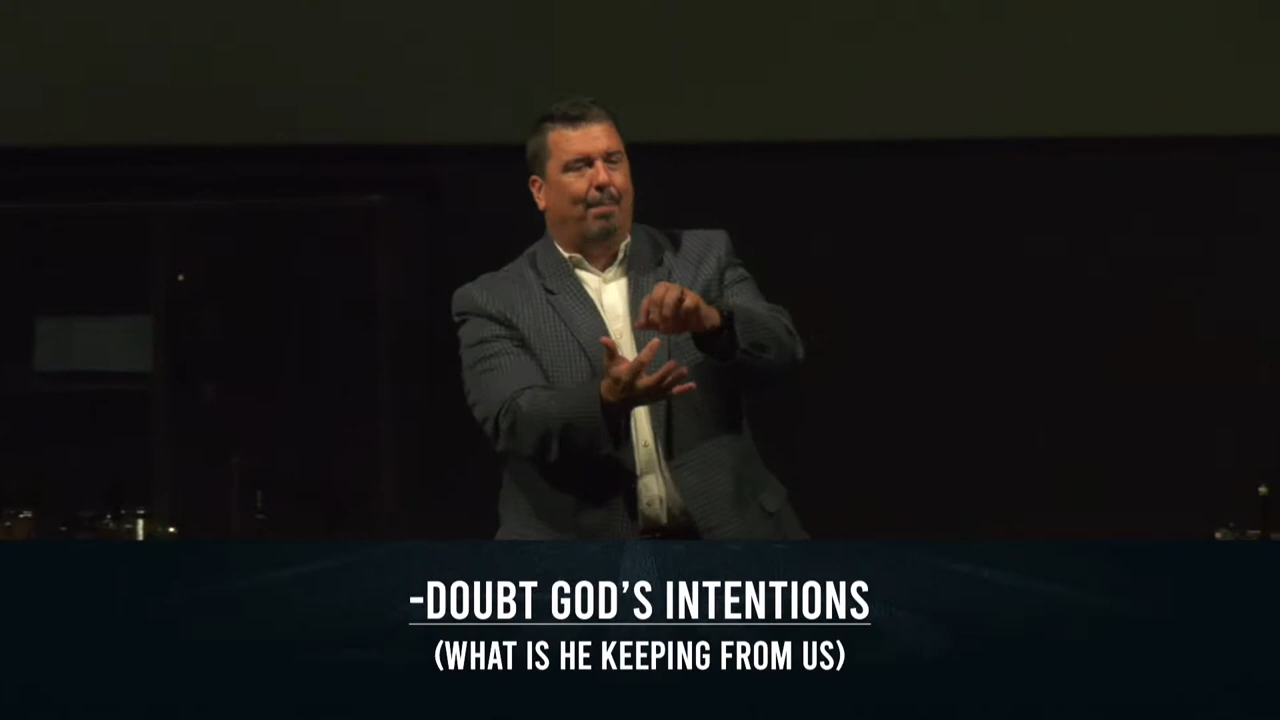 -DOUBT GOD'S INTENTIONS
(WHAT IS HE KEEPING FROM US)